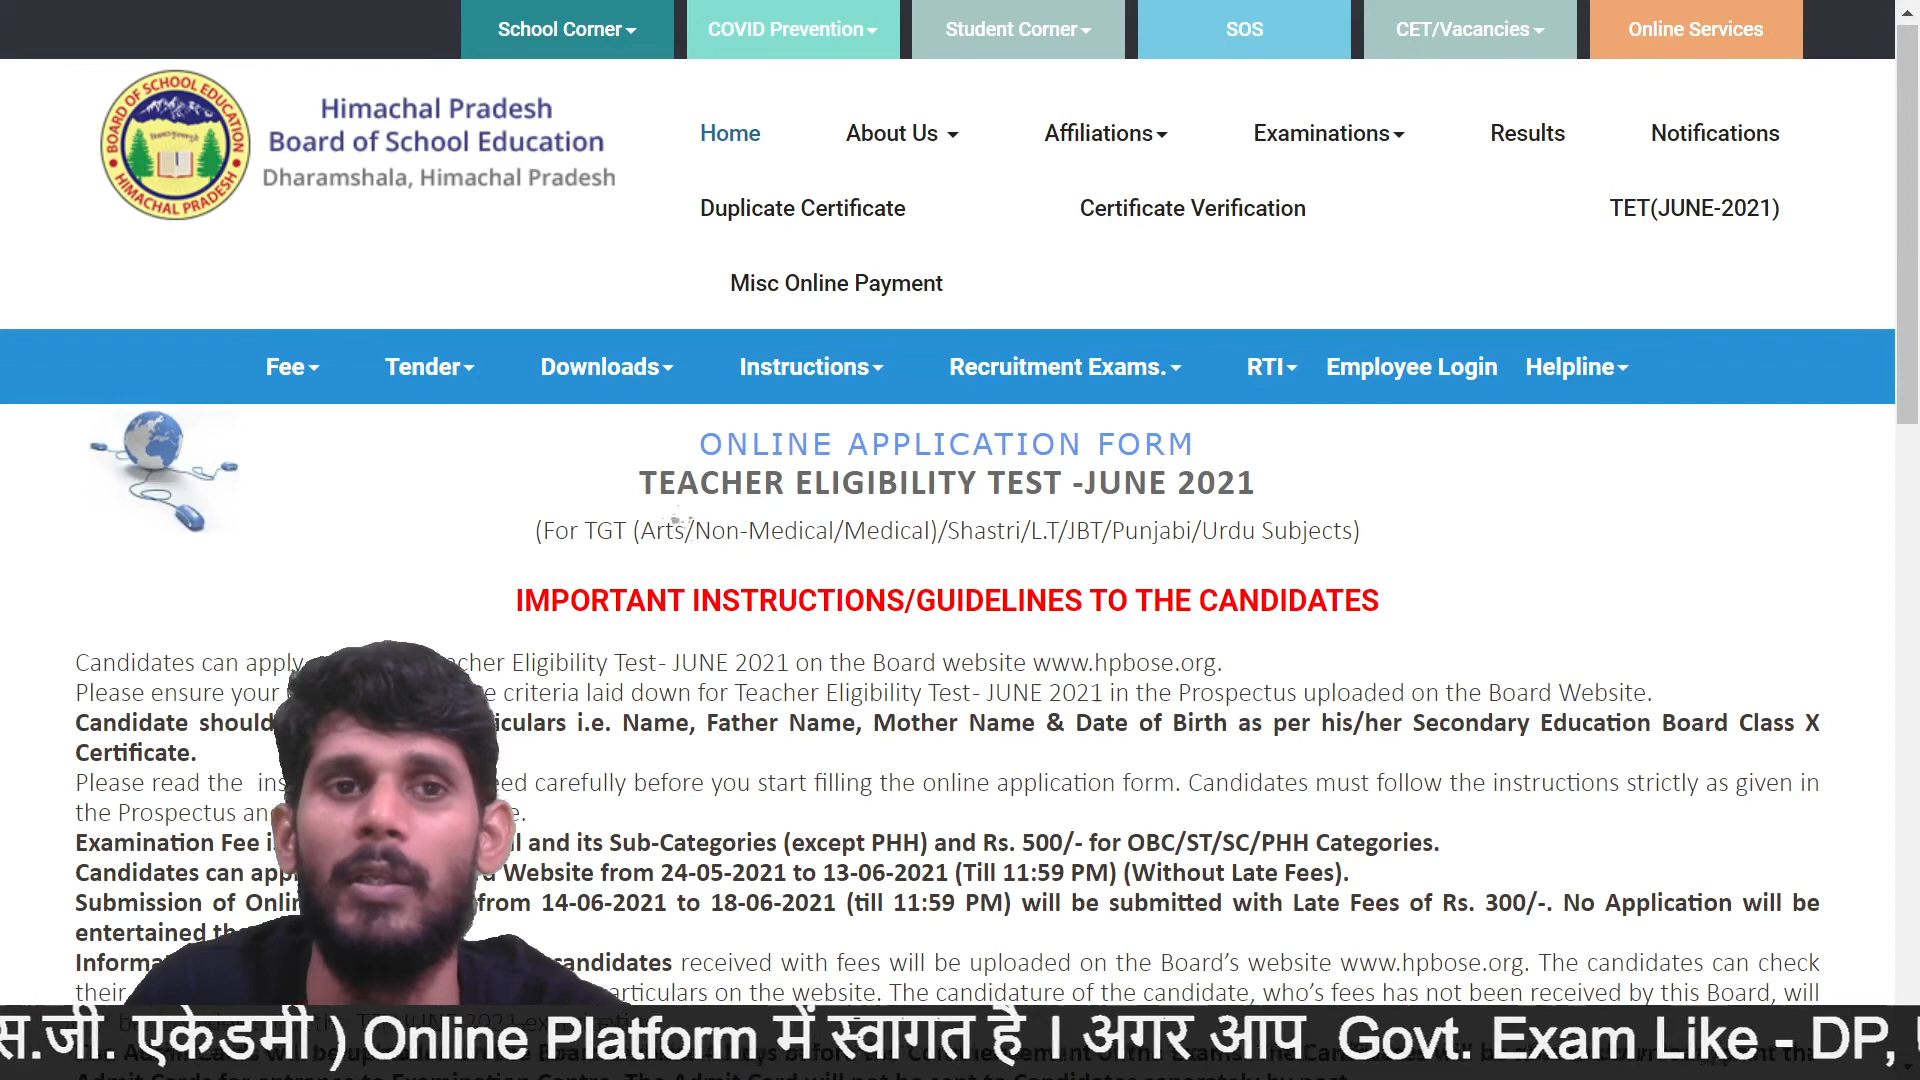 School Corner
COVID Prevention
Student Corner
SOS
CET/Vacancies
Online Services
BOARD OF SCHOOL EDUCATION
HIMACHAL PRADESH
Himachal Pradesh
Board of School Education
Dharamshala, Himachal Pradesh
Home About Us Affiliations Examinations Results Notifications
Duplicate Certificate Certificate Verification TET(JUNE-2021)
Misc Online Payment
Fee Tender Downloads Instructions Recruitment Exams. RTI Employee Login Helpline
ONLINE APPLICATION FORM
TEACHER ELIGIBILITY TEST -JUNE 2021
(For TGT (Arts/Non-Medical/Medical)/Shastri/L.T/JBT/Punjabi/Urdu Subjects)
IMPORTANT INSTRUCTIONS/GUIDELINES TO THE CANDIDATES
Candidates can apply Eligibility Test- JUNE 2021 on the Board website www.hpbose.org.
Please ensure your criteria laid down for Teacher Eligibility Test- JUNE 2021 in the Prospectus uploaded on the Board Website.
Candidate should i.e. Name, Father Name, Mother Name & Date of Birth as per his/her Secondary Education Board Class X
Certificate.
Please read the carefully before you start filling the online application form. Candidates must follow the instructions strictly as given in
the Prospectus
Examination Fee and its Sub-Categories (except PHH) and Rs. 500/- for OBC/ST/SC/PHH Categories.
Candidates can Website from 24-05-2021 to 13-06-2021 (Till 11:59 PM) (Without Late Fees).
Submission of from 14-06-2021 to 18-06-2021 (till 11:59 PM) will be submitted with Late Fees of Rs. 300/-. No Application will be
entertained
candidates received with fees will be uploaded on the Board’s website www.hpbose.org. The candidates can check
their on the website. The candidature of the candidate, who’s fees has not been received by this Board, will
स.जी. एकेडमी ) Online Platform में स्वागत है । अगर आप Govt. Exam Like - DP,